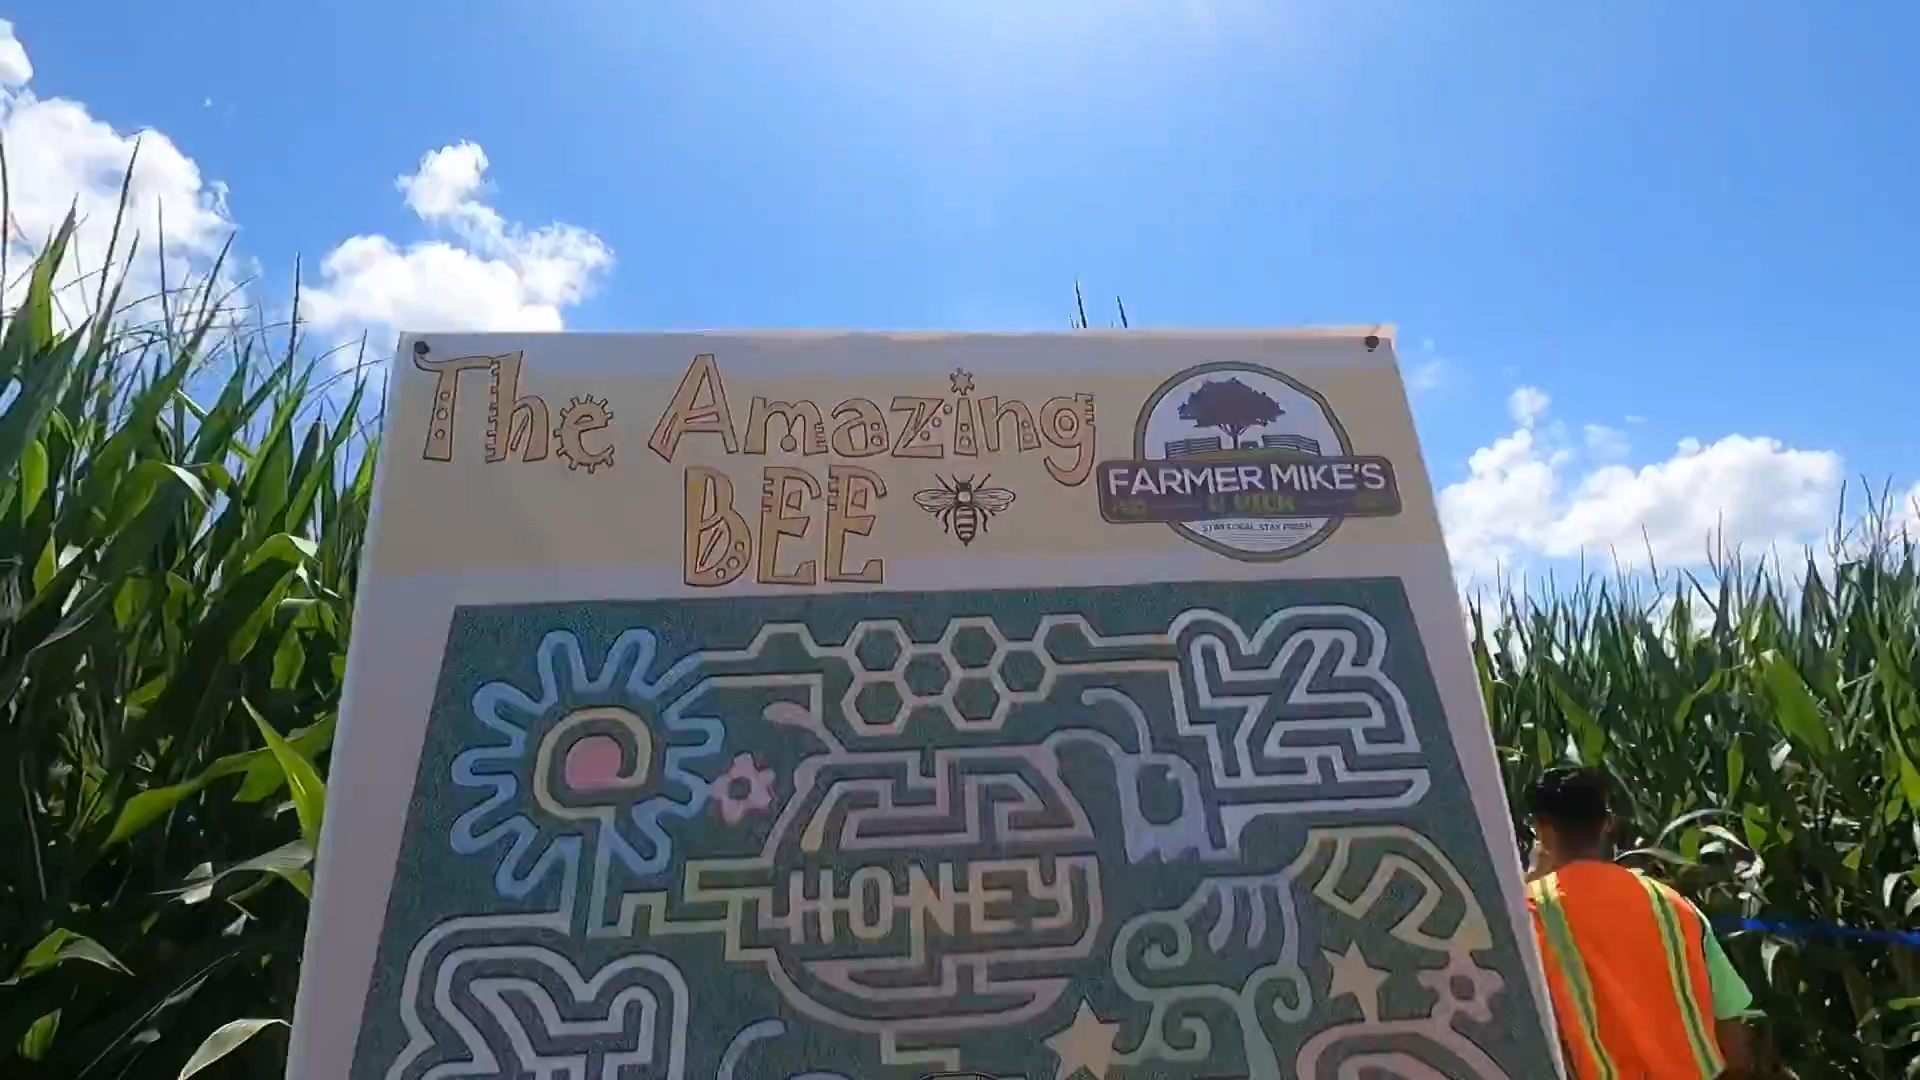 The Amazing
BEE
FARMER MIKE'S
U PICK
STAY LOCAL. STAY FRESH.
HONEY